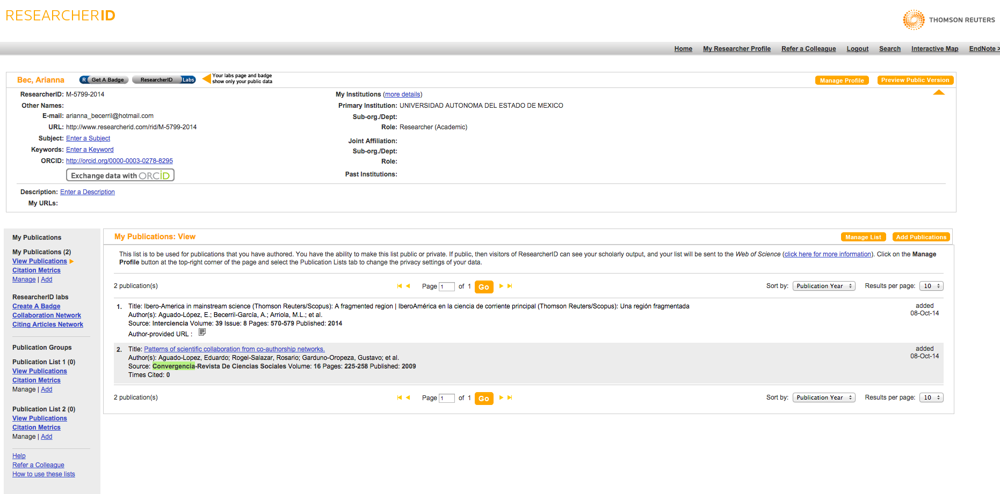 RESEARCHERID
THOMSON REUTERS
Home My Researcher Profile Refer a Colleague Logout Search Interactive Map EndNote >
Bec, Arianna R Get A Badge ResearcherID Labs Your labs page and badge
show only your public data
Manage Profile Preview Public Version
ResearcherID: M-5799-2014
Other Names:
E-mail: arianna_becerril@hotmail.com
URL: http://www.researcherid.com/rid/M-5799-2014
Subject: Enter a Subject
Keywords: Enter a Keyword
ORCID: http://orcid.org/0000-0003-0278-8295
Exchange data with ORCID
My Institutions (more details)
Primary Institution: UNIVERSIDAD AUTONOMA DEL ESTADO DE MEXICO
Sub-org./Dept:
Role: Researcher (Academic)
Joint Affiliation:
Sub-org./Dept:
Role:
Past Institutions:
Description: Enter a Description
My URLs:
My Publications
My Publications (2)
View Publications
Citation Metrics
Manage | Add
ResearcherID labs
Create A Badge
Collaboration Network
Citing Articles Network
Publication Groups
Publication List 1 (0)
View Publications
Citation Metrics
Manage | Add
Publication List 2 (0)
View Publications
Citation Metrics
Manage | Add
Help
Refer a Colleague
How to use these lists
My Publications: View
Manage List Add Publications
This list is to be used for publications that you have authored. You have the ability to make this list public or private. If public, then visitors of ResearcherID can see your scholarly output, and your list will be sent to the Web of Science (click here for more information). Click on the Manage
Profile button at the top-right corner of the page and select the Publication Lists tab to change the privacy settings of your data.
2 publication(s) Page 1 of 1 Go Sort by: Publication Year Results per page: 10
1. Title: Ibero-America in mainstream science (Thomson Reuters/Scopus): A fragmented region | IberoAmérica en la ciencia de corriente principal (Thomson Reuters/Scopus): Una región fragmentada
Author(s): Aguado-López, E.; Becerril-García, A.; Arriola, M.L.; et al.
Source: Interciencia Volume: 39 Issue: 8 Pages: 570-579 Published: 2014
Author-provided URL :
added
08-Oct-14
2. Title: Patterns of scientific collaboration from co-authorship networks.
Author(s): Aguado-Lopez, Eduardo; Rogel-Salazar, Rosario; Garduno-Oropeza, Gustavo; et al.
Source: Convergencia-Revista De Ciencias Sociales Volume: 16 Pages: 225-258 Published: 2009
Times Cited: 0
added
08-Oct-14
2 publication(s) Page 1 of 1 Go Sort by: Publication Year Results per page: 10